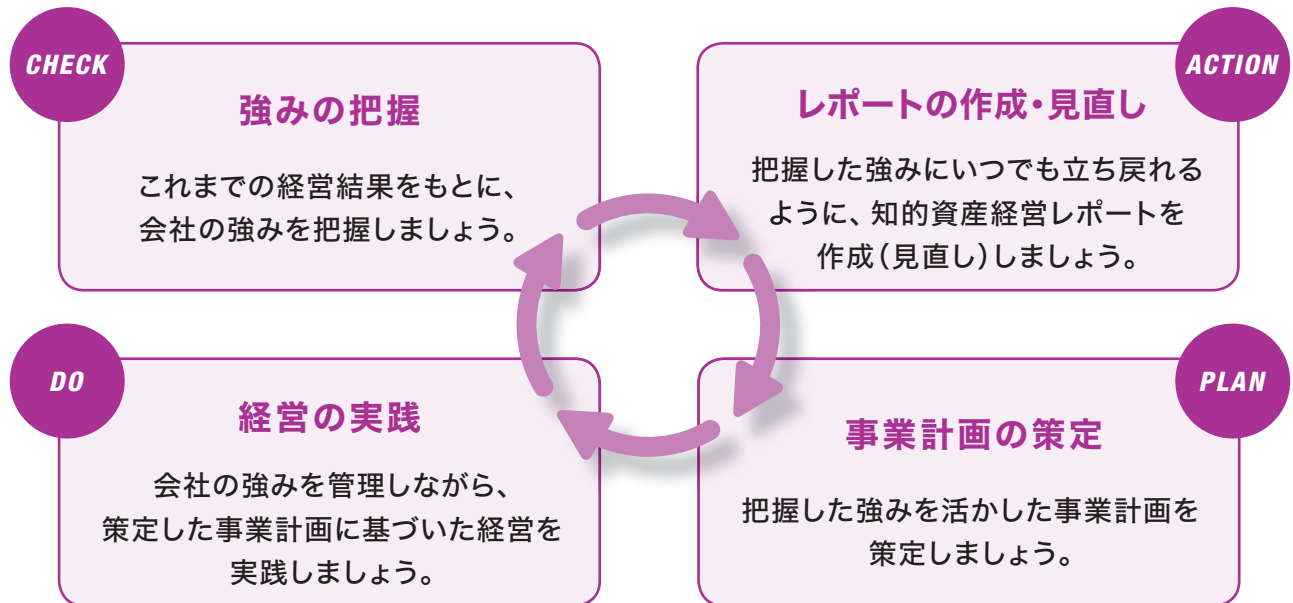 CHECK
強みの把握
これまでの経営結果をもとに、
会社の強みを把握しましょう。
ACTION
レポートの作成・見直し
把握した強みにいつでも立ち戻れる
ように、知的資産経営レポートを
作成（見直し）しましょう。
DO
経営の実践
会社の強みを管理しながら、
策定した事業計画に基づいた経営を
実践しましょう。
PLAN
事業計画の策定
把握した強みを活かした事業計画を
策定しましょう。